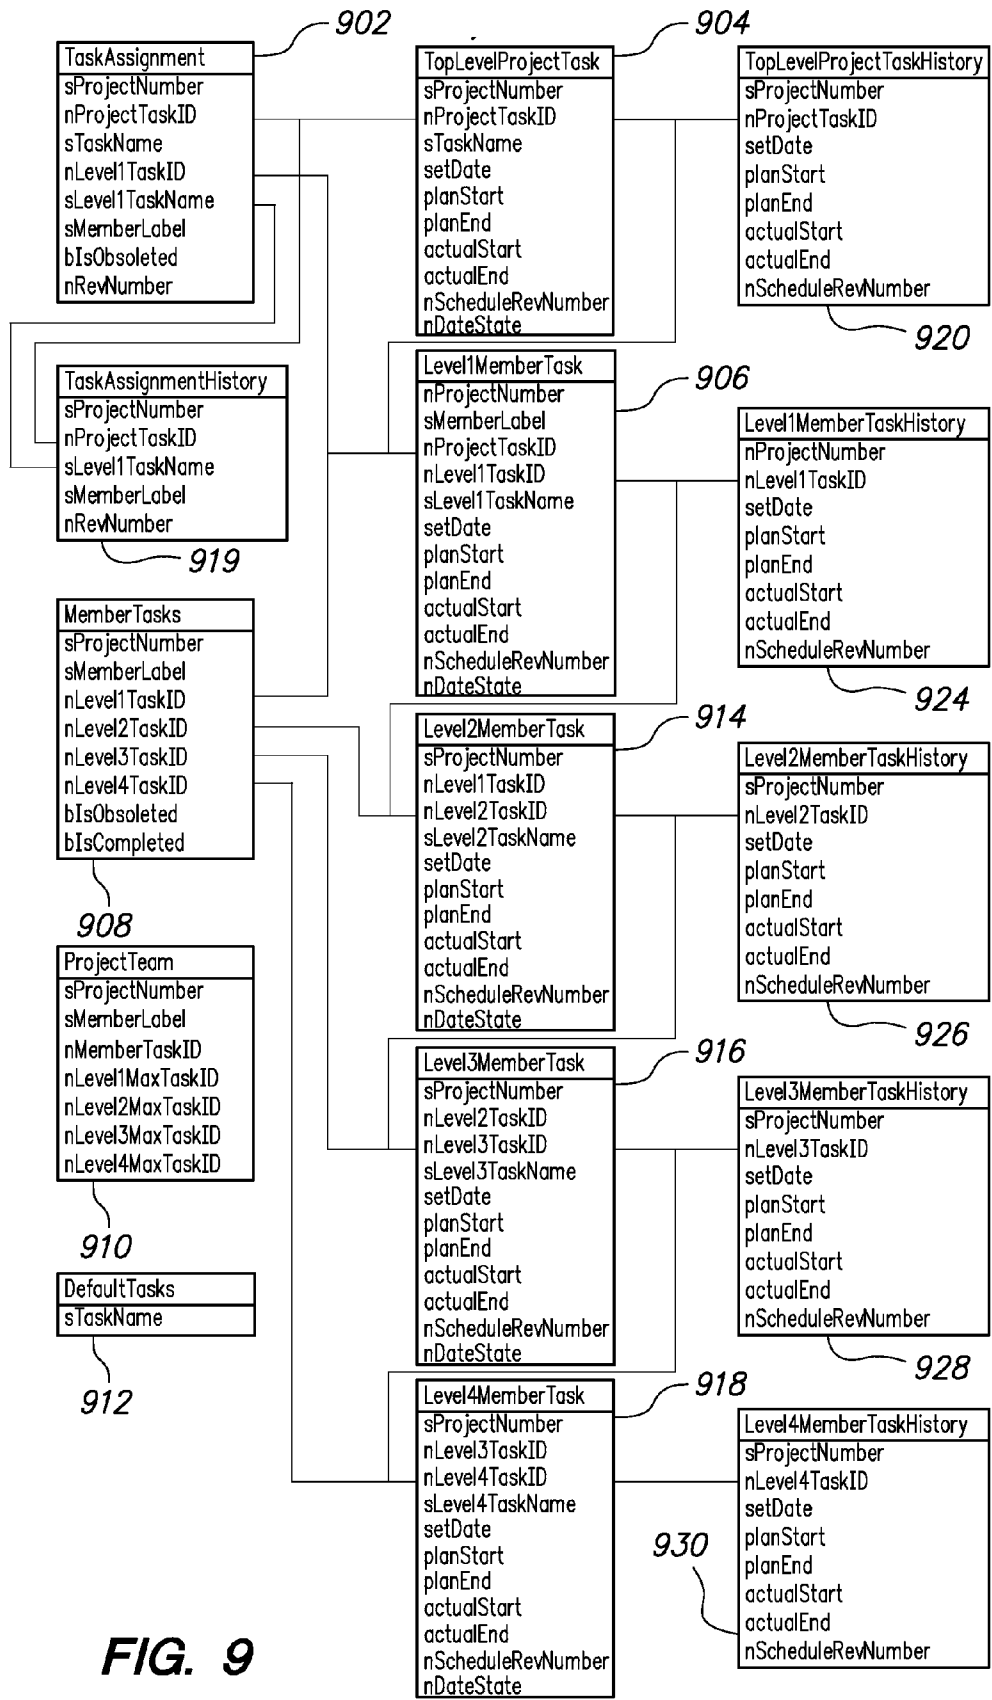 902
TaskAssignment
sProjectNumber
nProjectTaskID
sTaskName
nLevel1TaskID
sLevel1TaskName
sMemberLabel
bIsObsoleted
nRevNumber
TaskAssignmentHistory
sProjectNumber
nProjectTaskID
sLevel1TaskName
sMemberLabel
nRevNumber
919
MemberTasks
sProjectNumber
sMemberLabel
nLevel1TaskID
nLevel2TaskID
nLevel3TaskID
nLevel4TaskID
bIsObsoleted
bIsCompleted
908
ProjectTeam
sProjectNumber
sMemberLabel
nMemberTaskID
nLevel1MaxTaskID
nLevel2MaxTaskID
nLevel3MaxTaskID
nLevel4MaxTaskID
910
DefaultTasks
sTaskName
912
904
TopLevelProjectTask
sProjectNumber
nProjectTaskID
sTaskName
setDate
planStart
planEnd
actualStart
actualEnd
nScheduleRevNumber
nDateState
906
Level1MemberTask
nProjectNumber
sMemberLabel
nProjectTaskID
nLevel1TaskID
sLevel1TaskName
setDate
planStart
planEnd
actualStart
actualEnd
nScheduleRevNumber
nDateState
914
Level2MemberTask
sProjectNumber
nLevel1TaskID
nLevel2TaskID
sLevel2TaskName
setDate
planStart
planEnd
actualStart
actualEnd
nScheduleRevNumber
nDateState
916
Level3MemberTask
sProjectNumber
nLevel2TaskID
nLevel3TaskID
sLevel3TaskName
setDate
planStart
planEnd
actualStart
actualEnd
nScheduleRevNumber
nDateState
918
Level4MemberTask
sProjectNumber
nLevel3TaskID
nLevel4TaskID
sLevel4TaskName
setDate
planStart
planEnd
actualStart
actualEnd
nScheduleRevNumber
nDateState
TopLevelProjectTaskHistory
sProjectNumber
nProjectTaskID
setDate
planStart
planEnd
actualStart
actualEnd
nScheduleRevNumber
920
Level1MemberTaskHistory
nProjectNumber
nLevel1TaskID
setDate
planStart
planEnd
actualStart
actualEnd
nScheduleRevNumber
924
Level2MemberTaskHistory
sProjectNumber
nLevel2TaskID
setDate
planStart
planEnd
actualStart
actualEnd
nScheduleRevNumber
926
Level3MemberTaskHistory
sProjectNumber
nLevel3TaskID
setDate
planStart
planEnd
actualStart
actualEnd
nScheduleRevNumber
928
Level4MemberTaskHistory
sProjectNumber
nLevel4TaskID
setDate
planStart
planEnd
actualStart
actualEnd
nScheduleRevNumber
930
FIG. 9